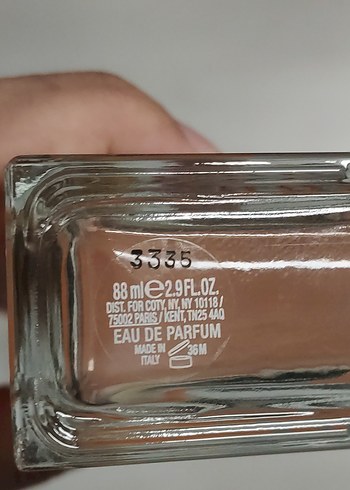 3335
88 ml e 2.9 FL.OZ.
DIST. FOR COTY, NY, NY 10118 /
75002 PARIS / KENT, TN25 4AQ
EAU DE PARFUM
MADE IN
ITALY
36M